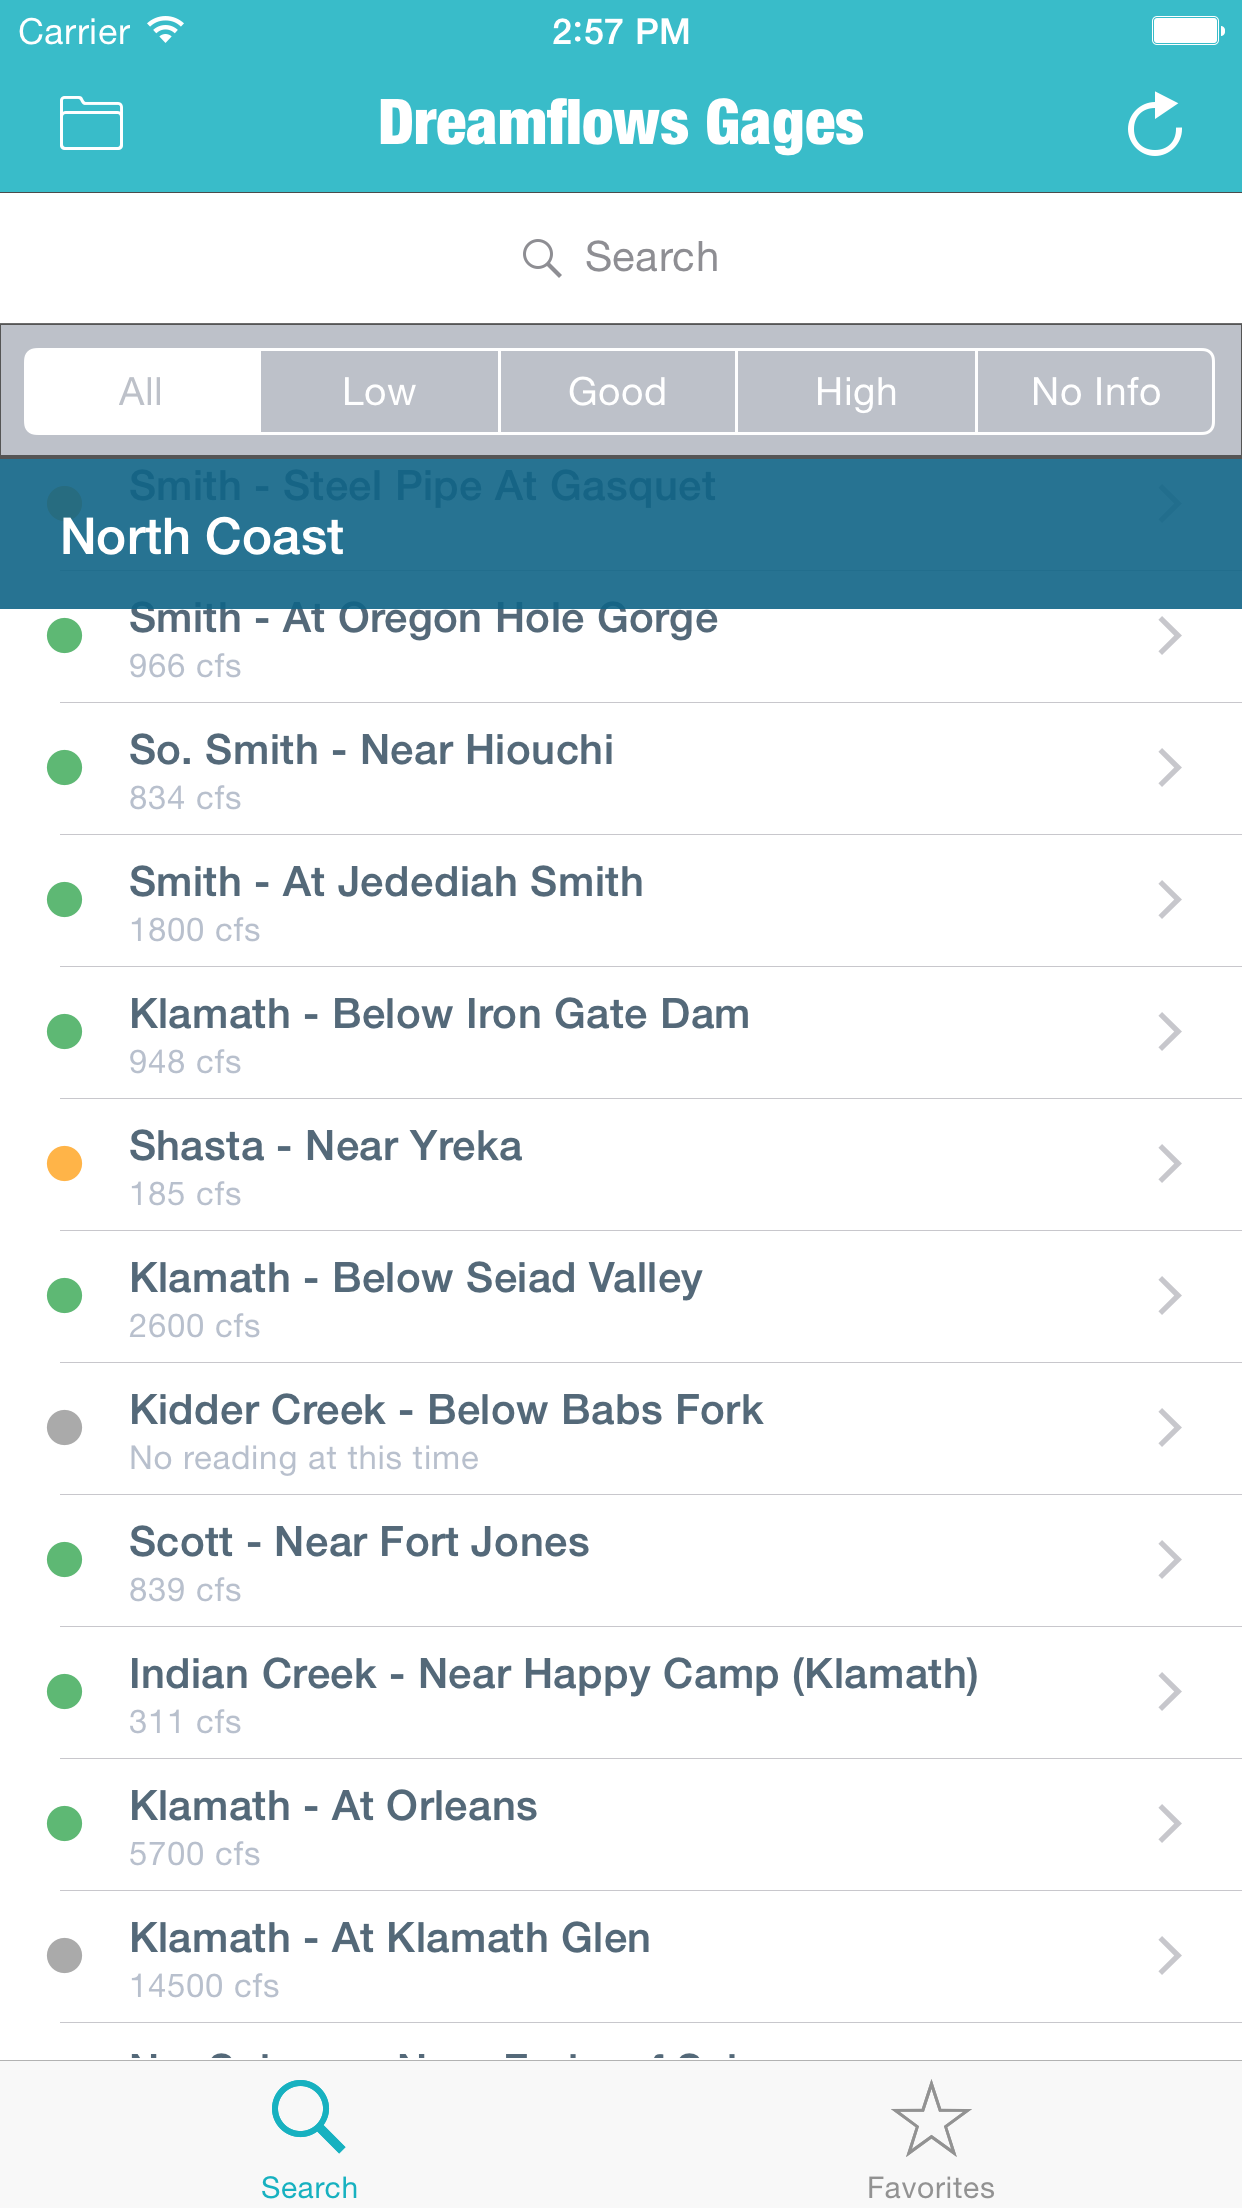 Carrier 2:57 PM
Dreamflows Gages
Search
All Low Good High No Info
Smith - Steel Pipe At Gasquet
North Coast
Smith - At Oregon Hole Gorge
966 cfs
So. Smith - Near Hiouchi
834 cfs
Smith - At Jedediah Smith
1800 cfs
Klamath - Below Iron Gate Dam
948 cfs
Shasta - Near Yreka
185 cfs
Klamath - Below Seiad Valley
2600 cfs
Kidder Creek - Below Babs Fork
No reading at this time
Scott - Near Fort Jones
839 cfs
Indian Creek - Near Happy Camp (Klamath)
311 cfs
Klamath - At Orleans
5700 cfs
Klamath - At Klamath Glen
14500 cfs
Search Favorites